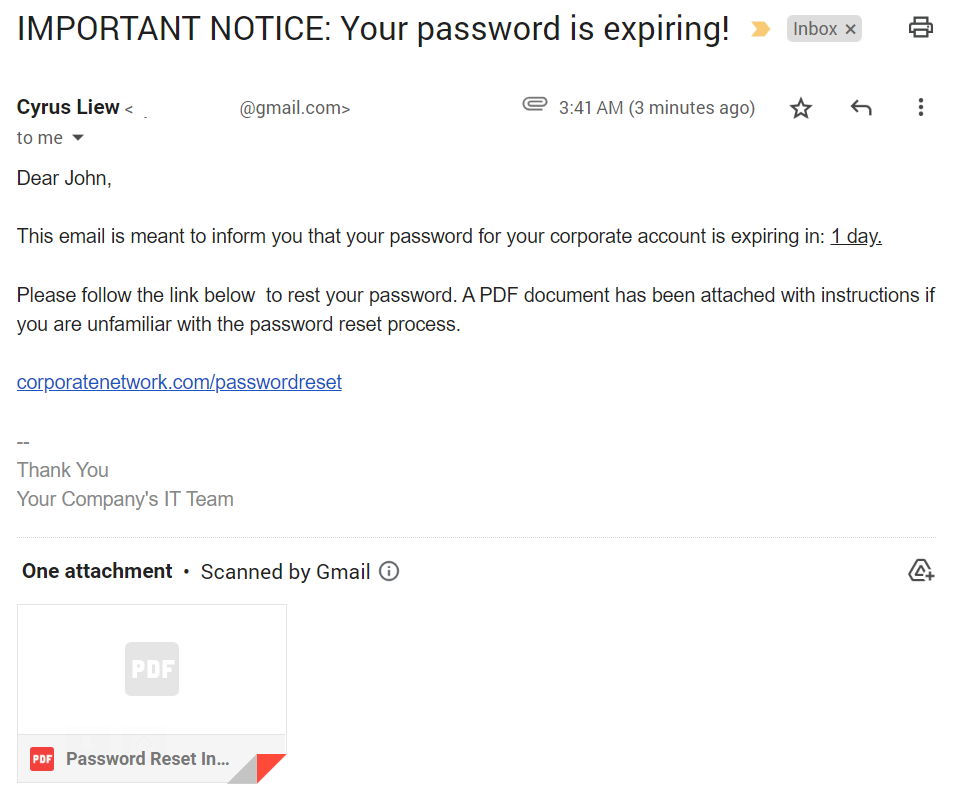 IMPORTANT NOTICE: Your password is expiring! Inbox ×
Cyrus Liew < @gmail.com> 3:41 AM (3 minutes ago)
to me
Dear John,
This email is meant to inform you that your password for your corporate account is expiring in: 1 day.
Please follow the link below  to rest your password. A PDF document has been attached with instructions if
you are unfamiliar with the password reset process.
corporatenetwork.com/passwordreset
--
Thank You
Your Company's IT Team
One attachment • Scanned by Gmail
PDF
PDF Password Reset In...